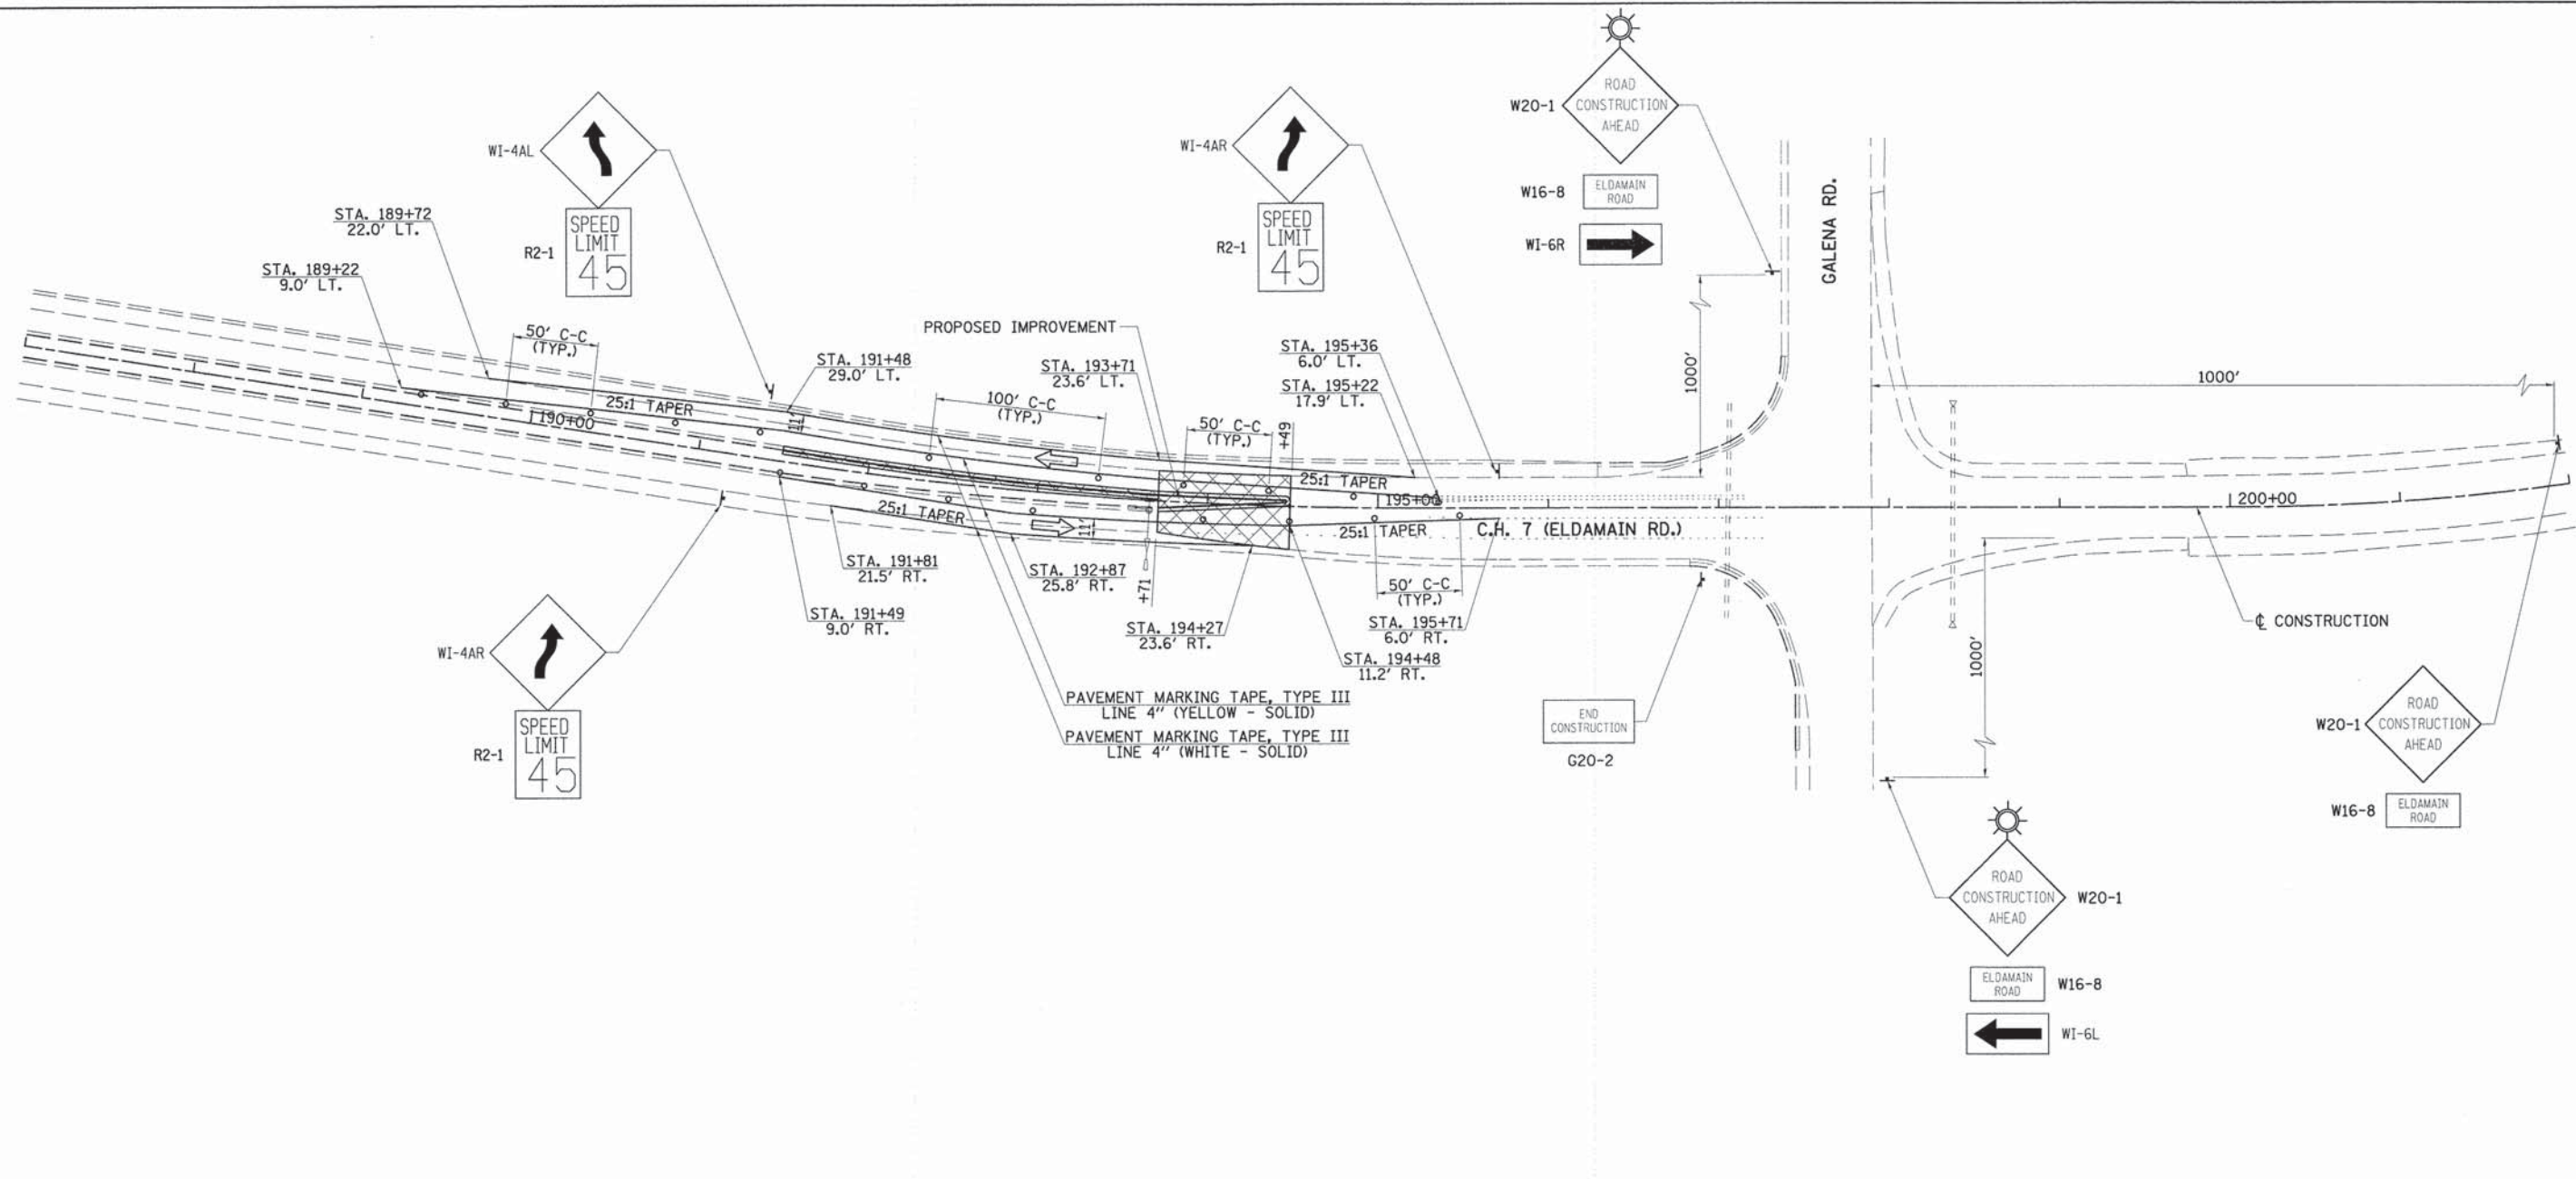 ROAD
CONSTRUCTION
AHEAD
W20-1
W16-8
ELDAMAIN
ROAD
WI-6R
GALENA RD.
WI-4AL
SPEED
LIMIT
45
R2-1
WI-4AR
SPEED
LIMIT
45
R2-1
STA. 189+72
22.0' LT.
STA. 189+22
9.0' LT.
50' C-C
(TYP.)
25:1 TAPER
190+00
11'
STA. 191+48
29.0' LT.
PROPOSED IMPROVEMENT
100' C-C
(TYP.)
STA. 193+71
23.6' LT.
50' C-C
(TYP.)
+49
STA. 195+36
6.0' LT.
STA. 195+22
17.9' LT.
25:1 TAPER
195+00
1000'
1000'
200+00
25:1 TAPER
11'
25:1 TAPER
C.H. 7 (ELDAMAIN RD.)
STA. 191+81
21.5' RT.
STA. 191+49
9.0' RT.
STA. 192+87
25.8' RT.
+71
STA. 194+27
23.6' RT.
50' C-C
(TYP.)
STA. 195+71
6.0' RT.
STA. 194+48
11.2' RT.
℄ CONSTRUCTION
1000'
WI-4AR
SPEED
LIMIT
45
R2-1
PAVEMENT MARKING TAPE, TYPE III
LINE 4" (YELLOW - SOLID)
PAVEMENT MARKING TAPE, TYPE III
LINE 4" (WHITE - SOLID)
END
CONSTRUCTION
G20-2
W20-1
ROAD
CONSTRUCTION
AHEAD
W16-8
ELDAMAIN
ROAD
ROAD
CONSTRUCTION
AHEAD
W20-1
ELDAMAIN
ROAD
W16-8
WI-6L